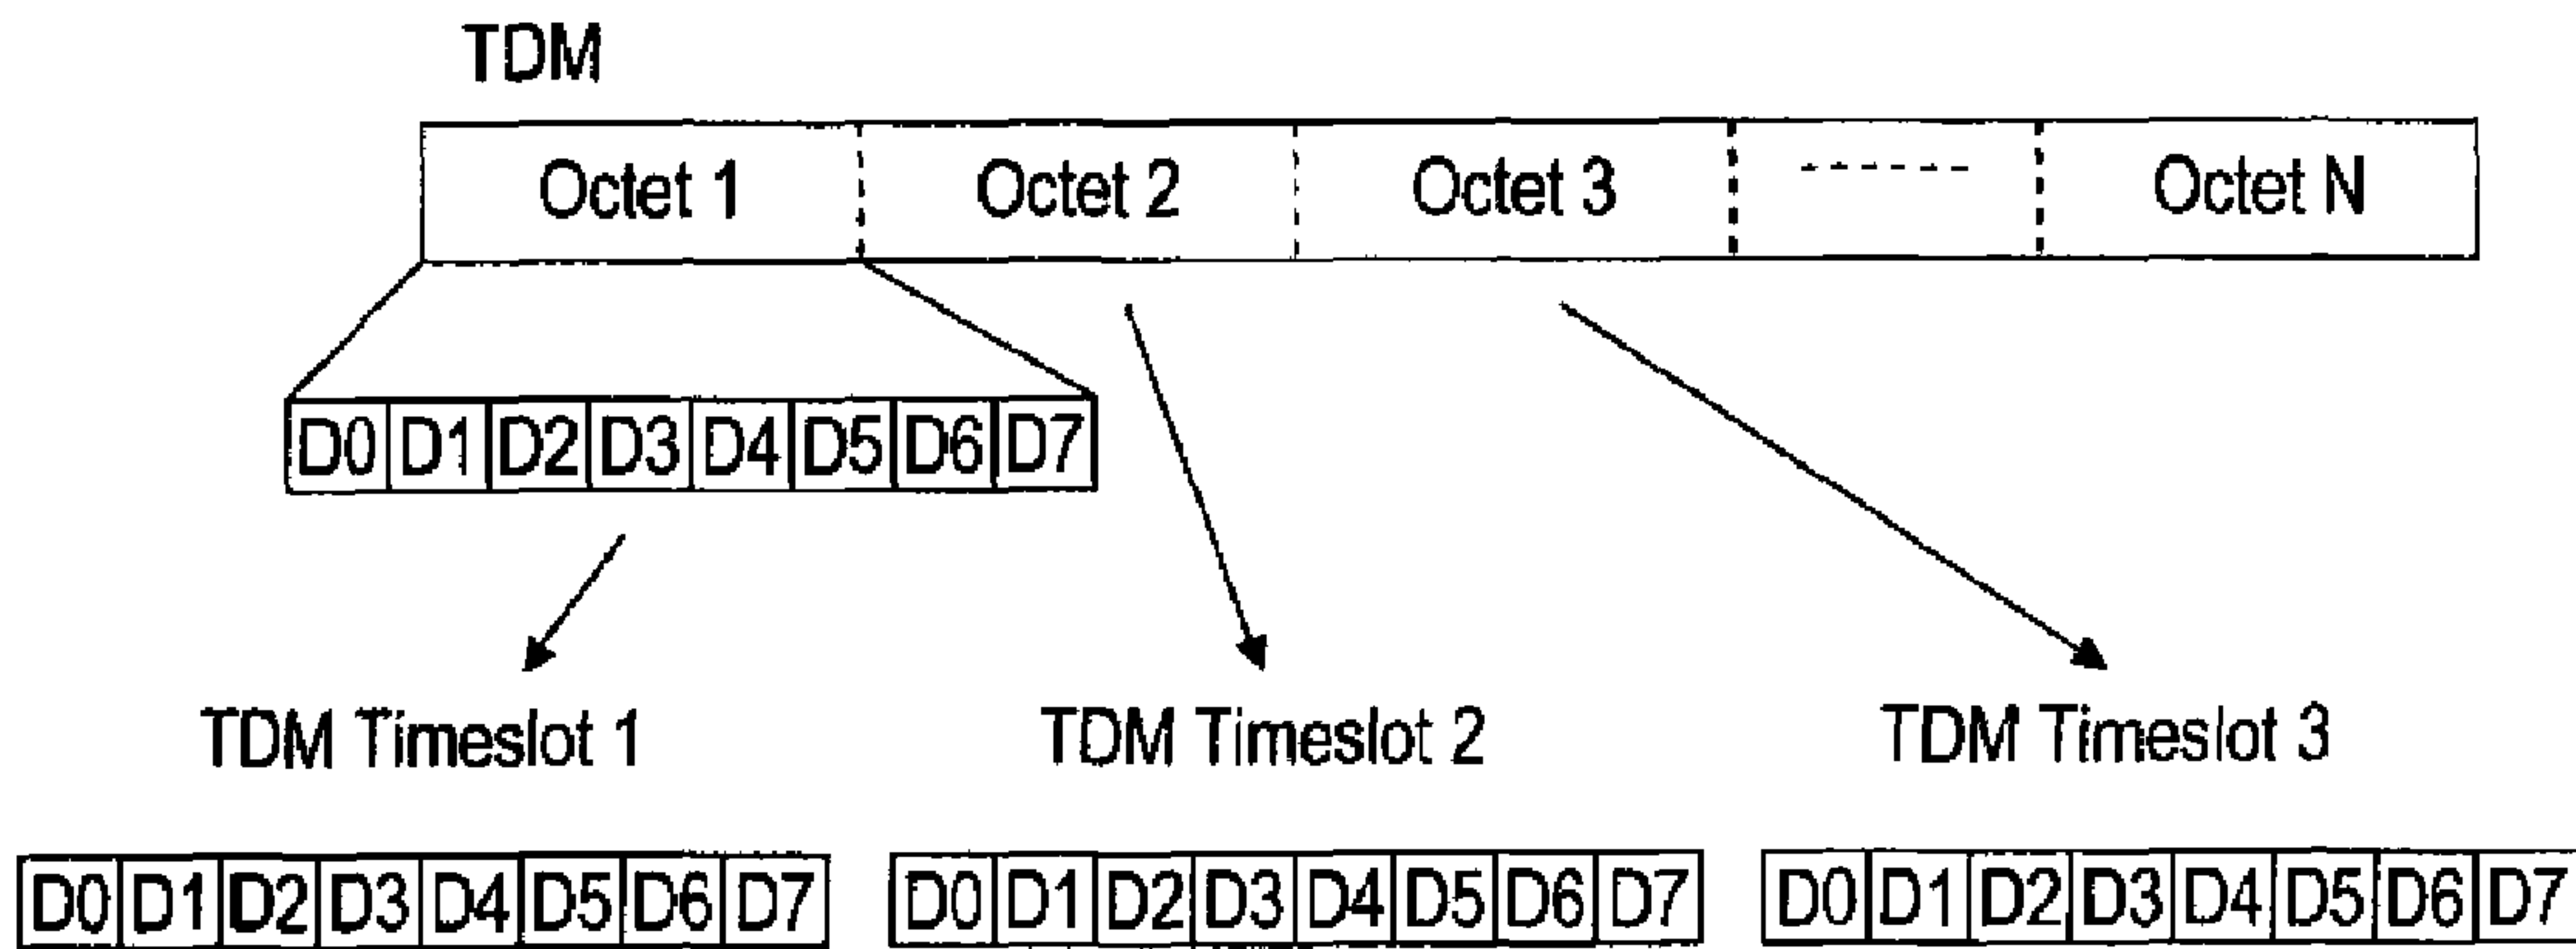 TDM
Octet 1 Octet 2 Octet 3 ------ Octet N
D0 D1 D2 D3 D4 D5 D6 D7
TDM Timeslot 1 TDM Timeslot 2 TDM Timeslot 3
D0 D1 D2 D3 D4 D5 D6 D7 D0 D1 D2 D3 D4 D5 D6 D7 D0 D1 D2 D3 D4 D5 D6 D7